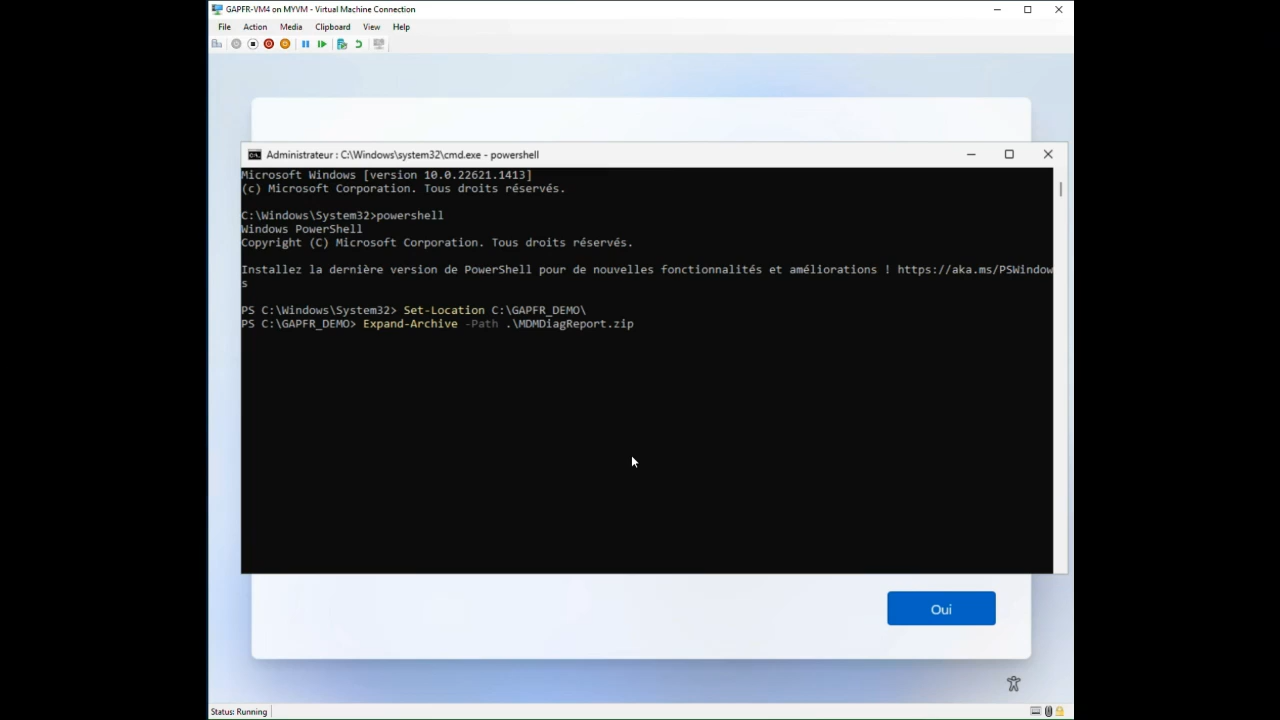 GAPFR-VM4 on MYVM - Virtual Machine Connection
File Action Media Clipboard View Help
Administrateur : C:\Windows\system32\cmd.exe - powershell
Microsoft Windows [version 10.0.22621.1413]
(c) Microsoft Corporation. Tous droits réservés.
C:\Windows\System32>powershell
Windows PowerShell
Copyright (C) Microsoft Corporation. Tous droits réservés.
Installez la dernière version de PowerShell pour de nouvelles fonctionnalités et améliorations ! https://aka.ms/PSWindow
s
PS C:\Windows\System32> Set-Location C:\GAPFR_DEMO\
PS C:\GAPFR_DEMO> Expand-Archive -Path .\MDMDiagReport.zip
Oui
Status: Running